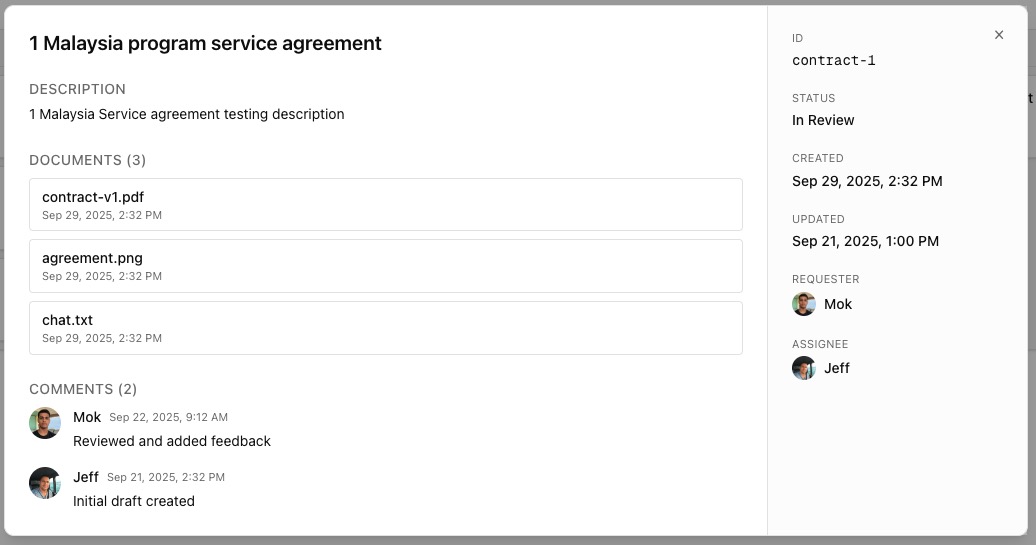 1 Malaysia program service agreement
DESCRIPTION
1 Malaysia Service agreement testing description
DOCUMENTS (3)
contract-v1.pdf
Sep 29, 2025, 2:32 PM
agreement.png
Sep 29, 2025, 2:32 PM
chat.txt
Sep 29, 2025, 2:32 PM
COMMENTS (2)
Mok Sep 22, 2025, 9:12 AM
Reviewed and added feedback
Jeff Sep 21, 2025, 2:32 PM
Initial draft created
ID
contract-1
STATUS
In Review
CREATED
Sep 29, 2025, 2:32 PM
UPDATED
Sep 21, 2025, 1:00 PM
REQUESTER
Mok
ASSIGNEE
Jeff
t